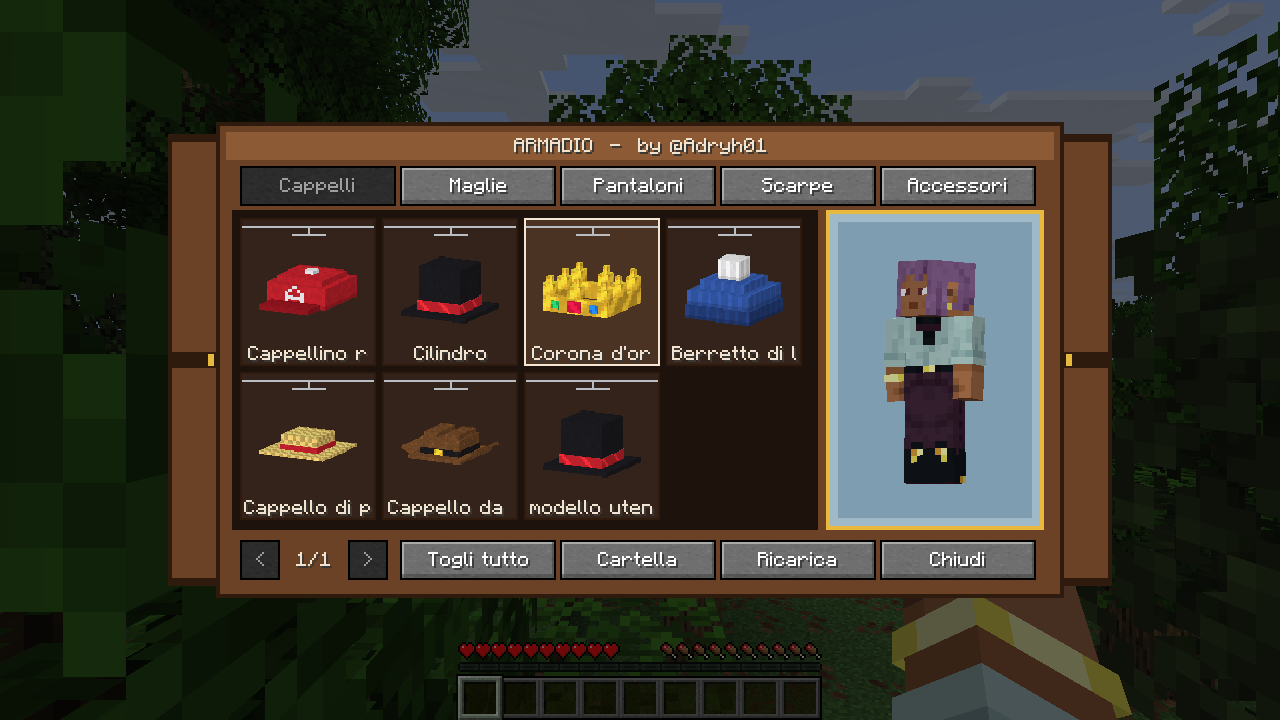 ARMADIO - by @Adryh01
Cappelli Maglie Pantaloni Scarpe Accessori
Cappellino r Cilindro Corona d'or Berretto di l
Cappello di p Cappello da modello uten
< 1/1 > Togli tutto Cartella Ricarica Chiudi